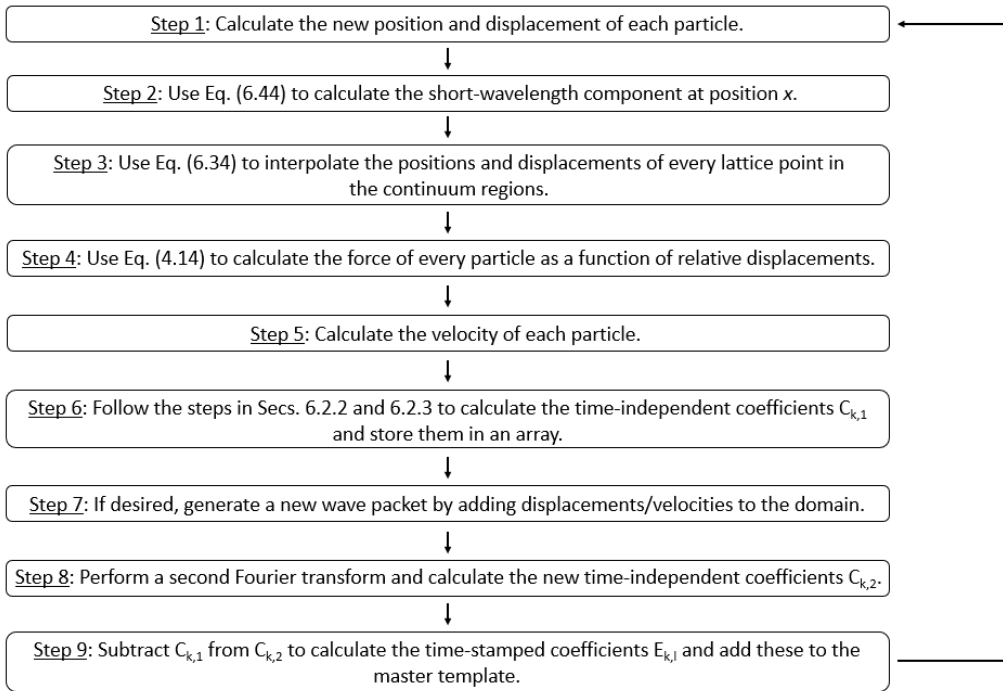 Step 1: Calculate the new position and displacement of each particle.
Step 2: Use Eq. (6.44) to calculate the short-wavelength component at position x.
Step 3: Use Eq. (6.34) to interpolate the positions and displacements of every lattice point in
the continuum regions.
Step 4: Use Eq. (4.14) to calculate the force of every particle as a function of relative displacements.
Step 5: Calculate the velocity of each particle.
Step 6: Follow the steps in Secs. 6.2.2 and 6.2.3 to calculate the time-independent coefficients Ck,1
and store them in an array.
Step 7: If desired, generate a new wave packet by adding displacements/velocities to the domain.
Step 8: Perform a second Fourier transform and calculate the new time-independent coefficients Ck,2.
Step 9: Subtract Ck,1 from Ck,2 to calculate the time-stamped coefficients Ek,l and add these to the
master template.